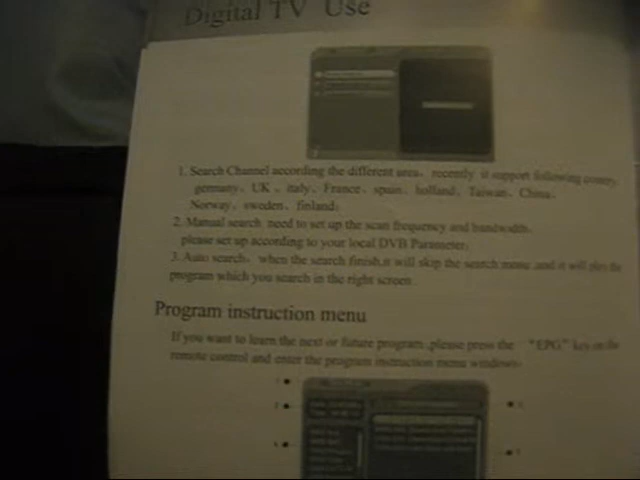 Digital TV Use
1. Search Channel according the different area, recently it support following country
germany、UK 、italy、France、spain、holland、Taiwan、China、
Norway、sweden、finland;
2. Manual search need to set up the scan frequency and bandwidth,
please set up according to your local DVB Parameter;
3. Auto search, when the search finish,it will skip the search menu ,and it will play the
program which you search in the right screen
Program instruction menu
If you want to learn the next or future program ,please press the "EPG" key on the
remote control and enter the program instruction menu windows.